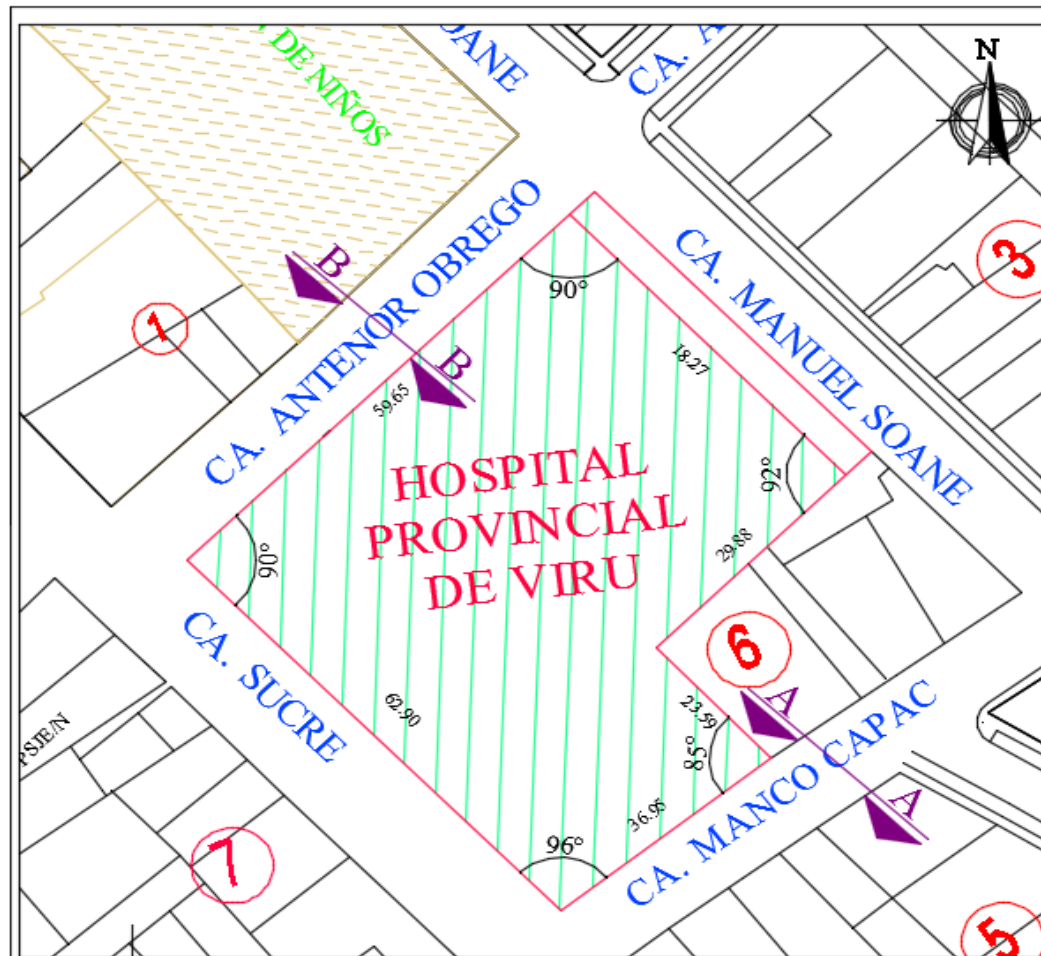 DE NIÑOS
OANE
CA. A
N
CA. ANTENOR OBREGO
CA. MANUEL SOANE
B
B
1
3
90°
18.27
59.65
HOSPITAL
PROVINCIAL
DE VIRU
92°
29.88
90°
CA. SUCRE
6
62.90
23.59
A
85°
PSJE/N
CA. MANCO CAPAC
36.95
A
96°
7
5